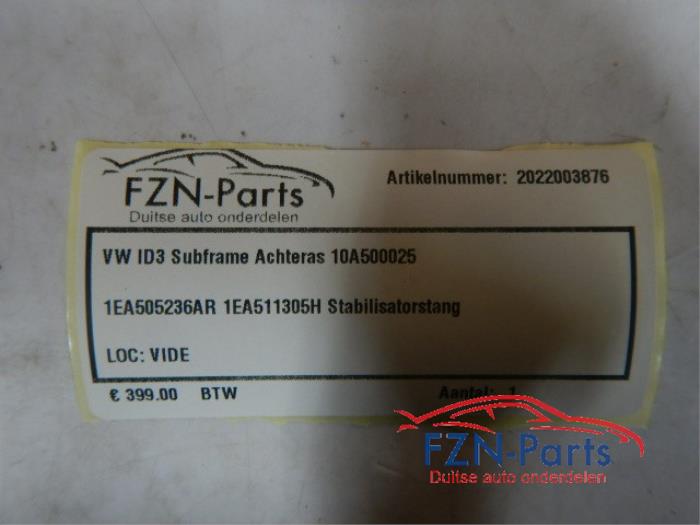 FZN-Parts
Duitse auto onderdelen
Artikelnummer: 2022003876
VW ID3 Subframe Achteras 10A500025
1EA505236AR 1EA511305H Stabilisatorstang
LOC: VIDE
€ 399.00 BTW
Aantal: 1
FZN-Parts
Duitse auto onderdelen